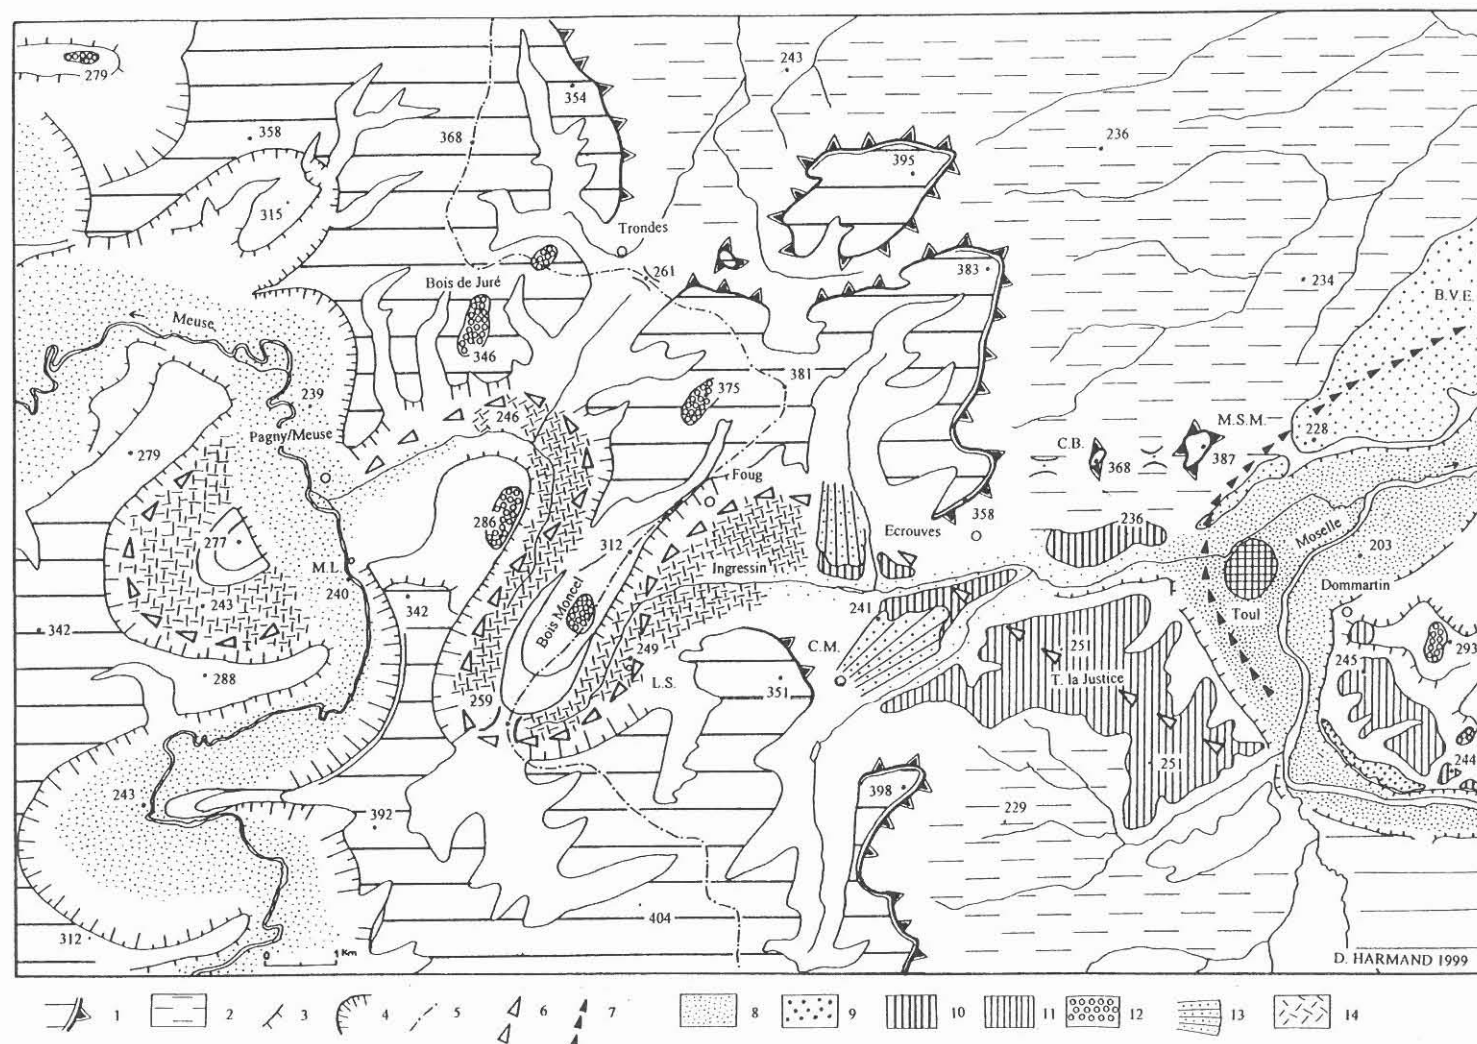 243
279
354
358
368
236
395
315
Trondes
261
383
234
Bois de Juré
B.V.E.
Meuse
346
239
381
375
246
M.S.M.
228
Pagny/Meuse
C.B.
279
368
387
Foug
286
358
236
Ecrouves
Moselle
203
312
277
Ingressin
M.L.
Dommartin
240
Bois Moncel
243
342
241
Toul
342
249
C.M.
251
293
245
T. la Justice
288
259
L.S.
351
251
244
243
398
229
392
404
312
0 1 Km
D. HARMAND 1999
1 2 3 4 5 6 7 8 9 10 11 12 13 14